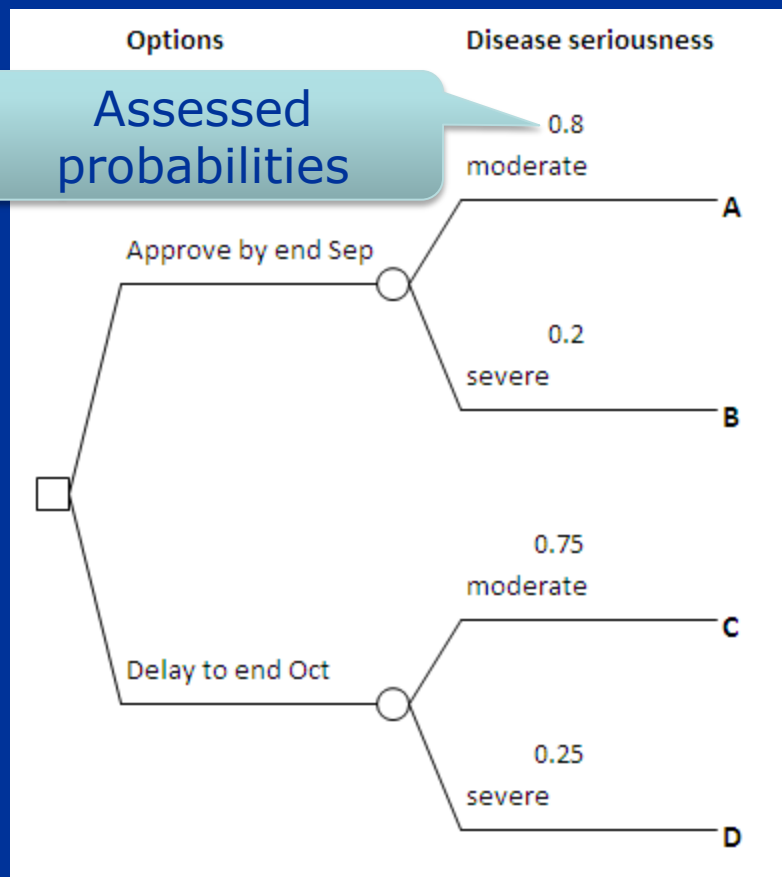 Options
Disease seriousness
Assessed
probabilities
0.8
moderate
A
Approve by end Sep
0.2
severe
B
0.75
moderate
C
Delay to end Oct
0.25
severe
D